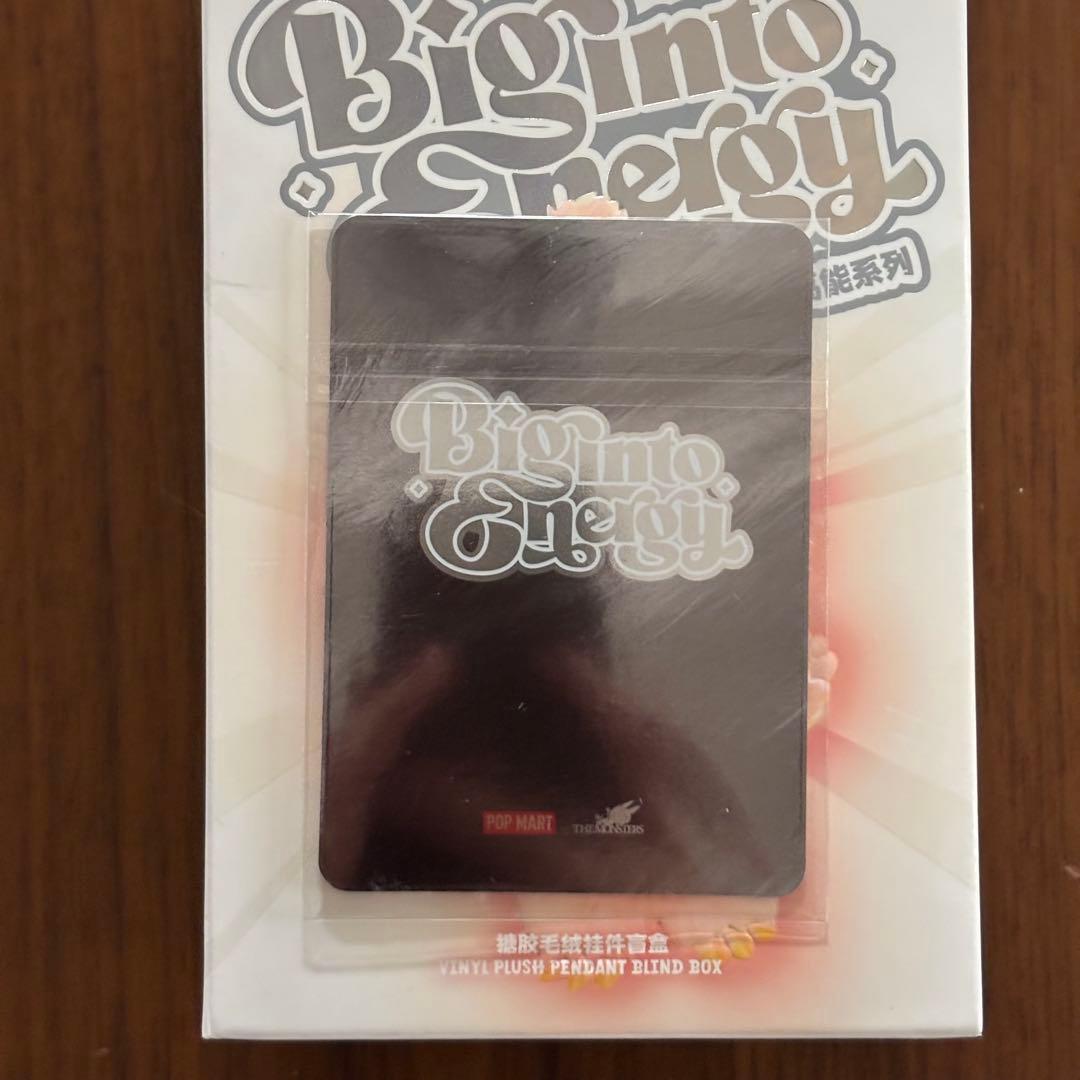 Big into
Energy
能系列
Big into
Energy
POP MART
THE MONSTERS
搪胶毛绒挂件盲盒
VINYL PLUSH PENDANT BLIND BOX